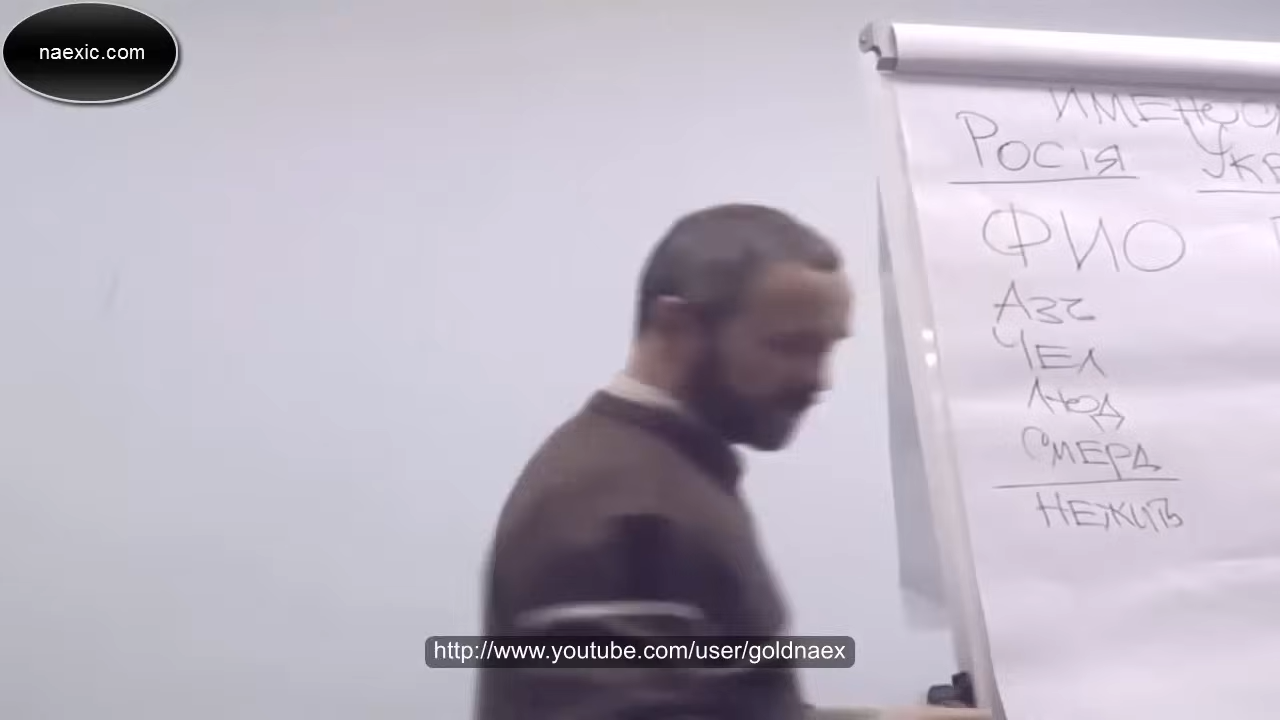 naexic.com
Росія
ФИО
Азъ
Чел
Люд
Смерд
нежить
http://www.youtube.com/user/goldnaex